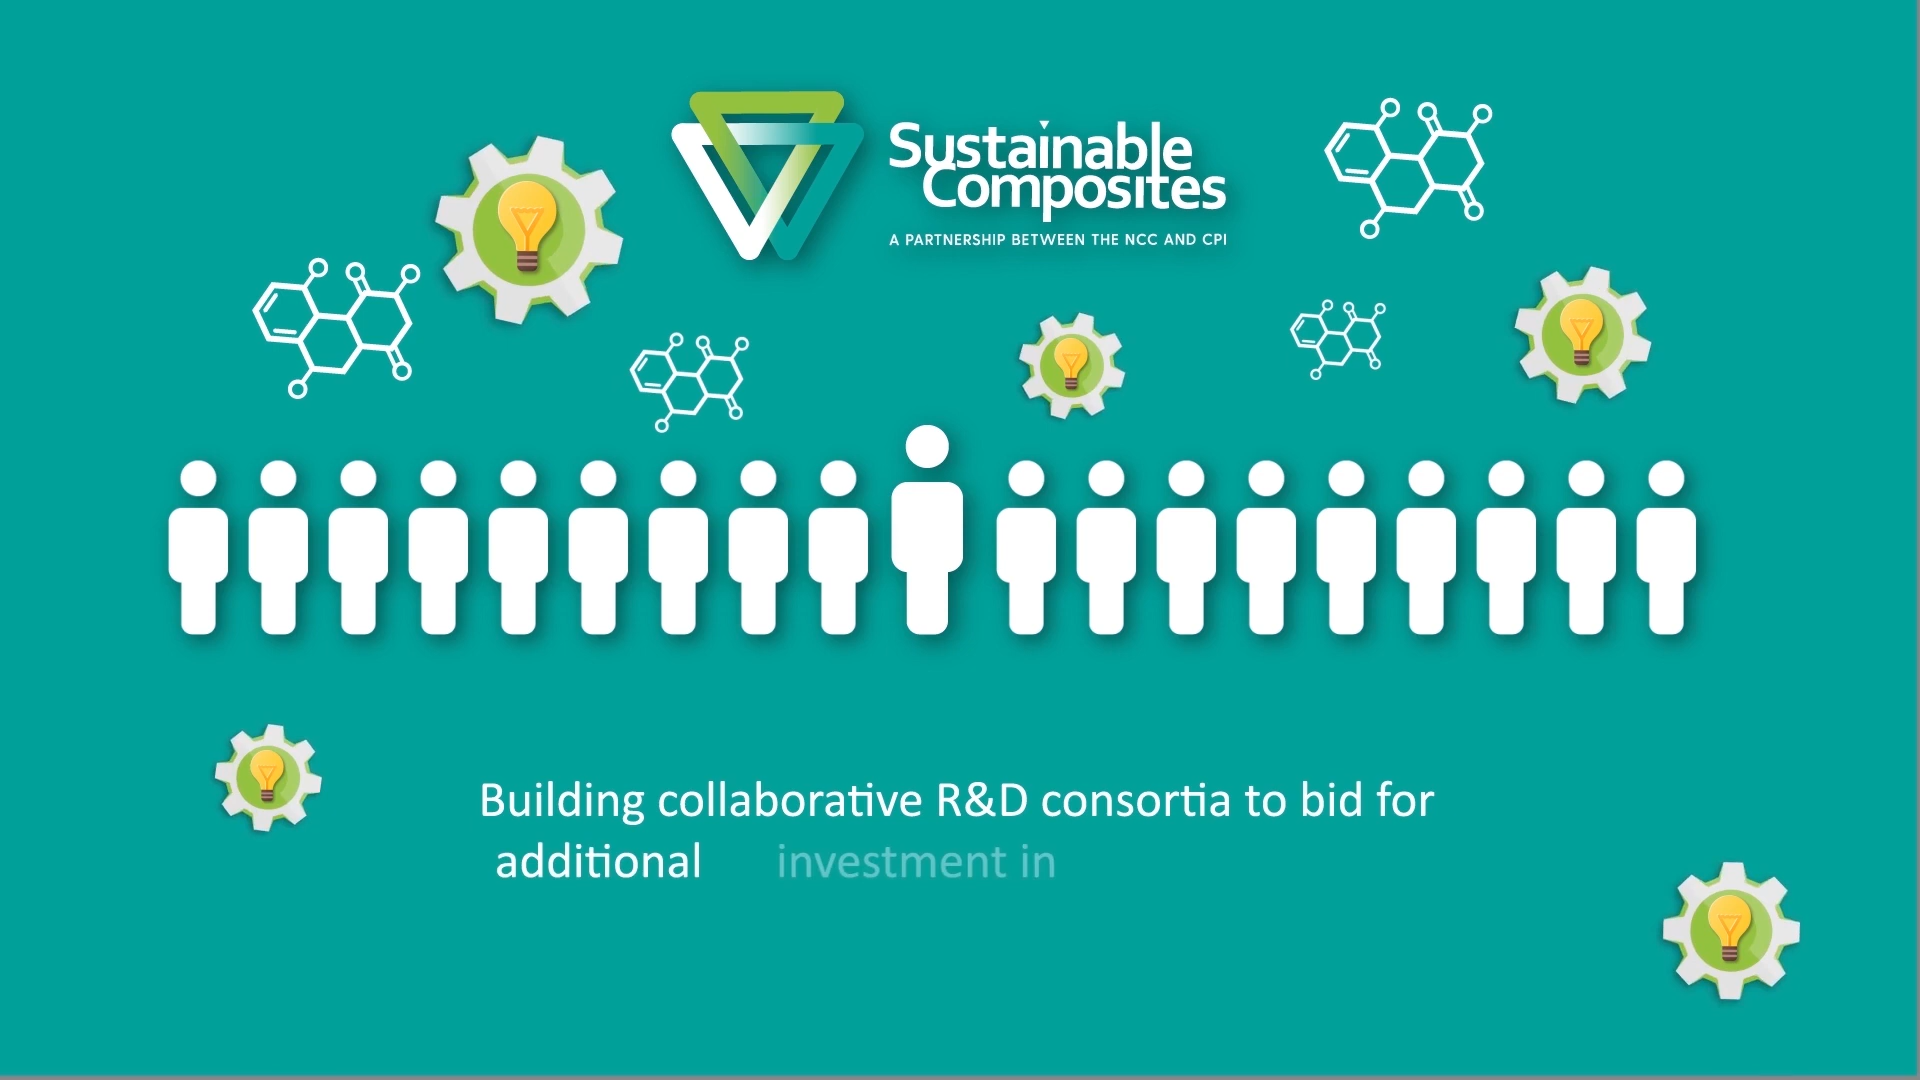 Sustainable
Composites
A PARTNERSHIP BETWEEN THE NCC AND CPI
Building collaborative R&D consortia to bid for
additional investment in